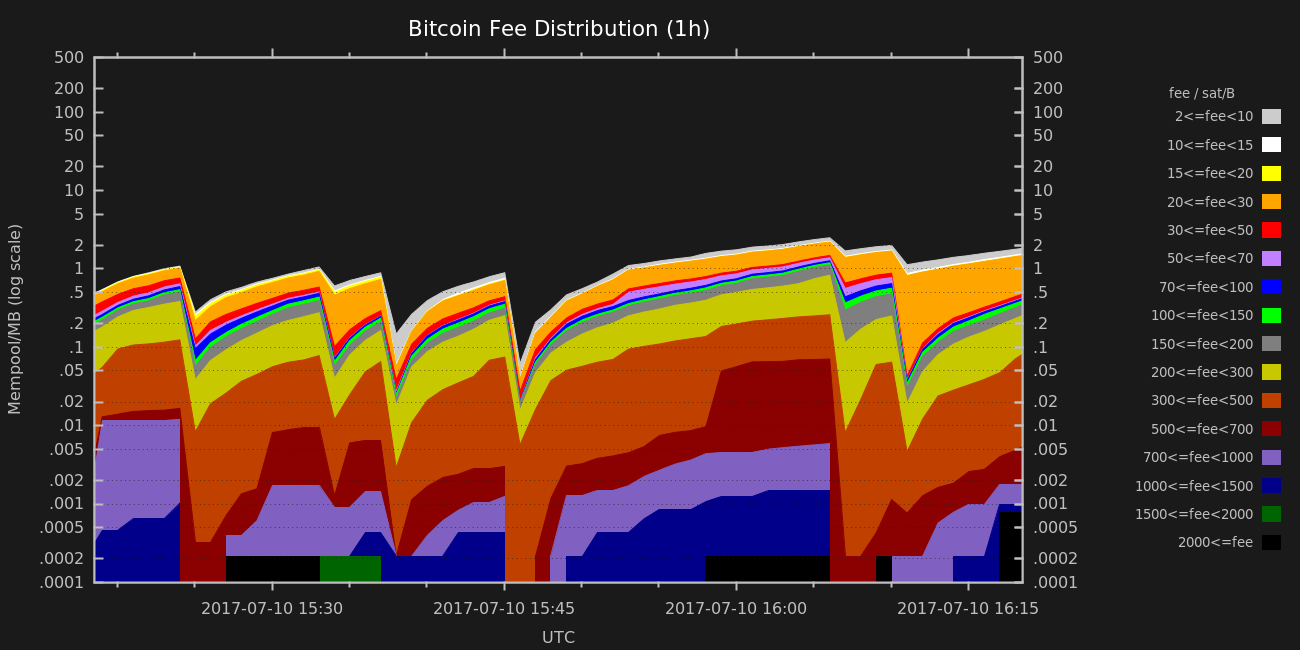 Bitcoin Fee Distribution (1h)
500 500
200 200
100 100
50 50
20 20
10 10
5 5
2 2
1 1
.5 .5
.2 .2
.1 .1
.05 .05
.02 .02
.01 .01
.005 .005
.002 .002
.001 .001
.0005 .0005
.0002 .0002
.0001 .0001
Mempool/MB (log scale)
2017-07-10 15:30 2017-07-10 15:45 2017-07-10 16:00 2017-07-10 16:15
UTC
fee / sat/B
2<=fee<10
10<=fee<15
15<=fee<20
20<=fee<30
30<=fee<50
50<=fee<70
70<=fee<100
100<=fee<150
150<=fee<200
200<=fee<300
300<=fee<500
500<=fee<700
700<=fee<1000
1000<=fee<1500
1500<=fee<2000
2000<=fee